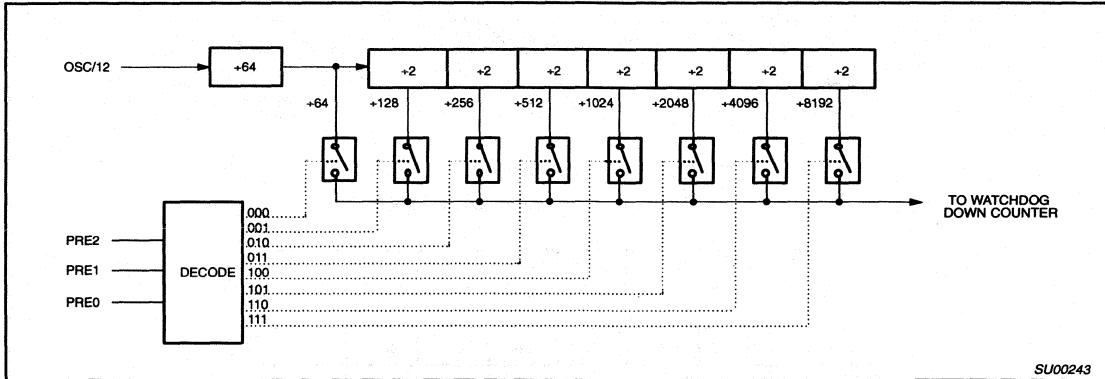 OSC/12
+64
+2 +2 +2 +2 +2 +2 +2
+64 +128 +256 +512 +1024 +2048 +4096 +8192
TO WATCHDOG
DOWN COUNTER
PRE2
PRE1
PRE0
DECODE
000
001
010
011
100
101
110
111
SU00243